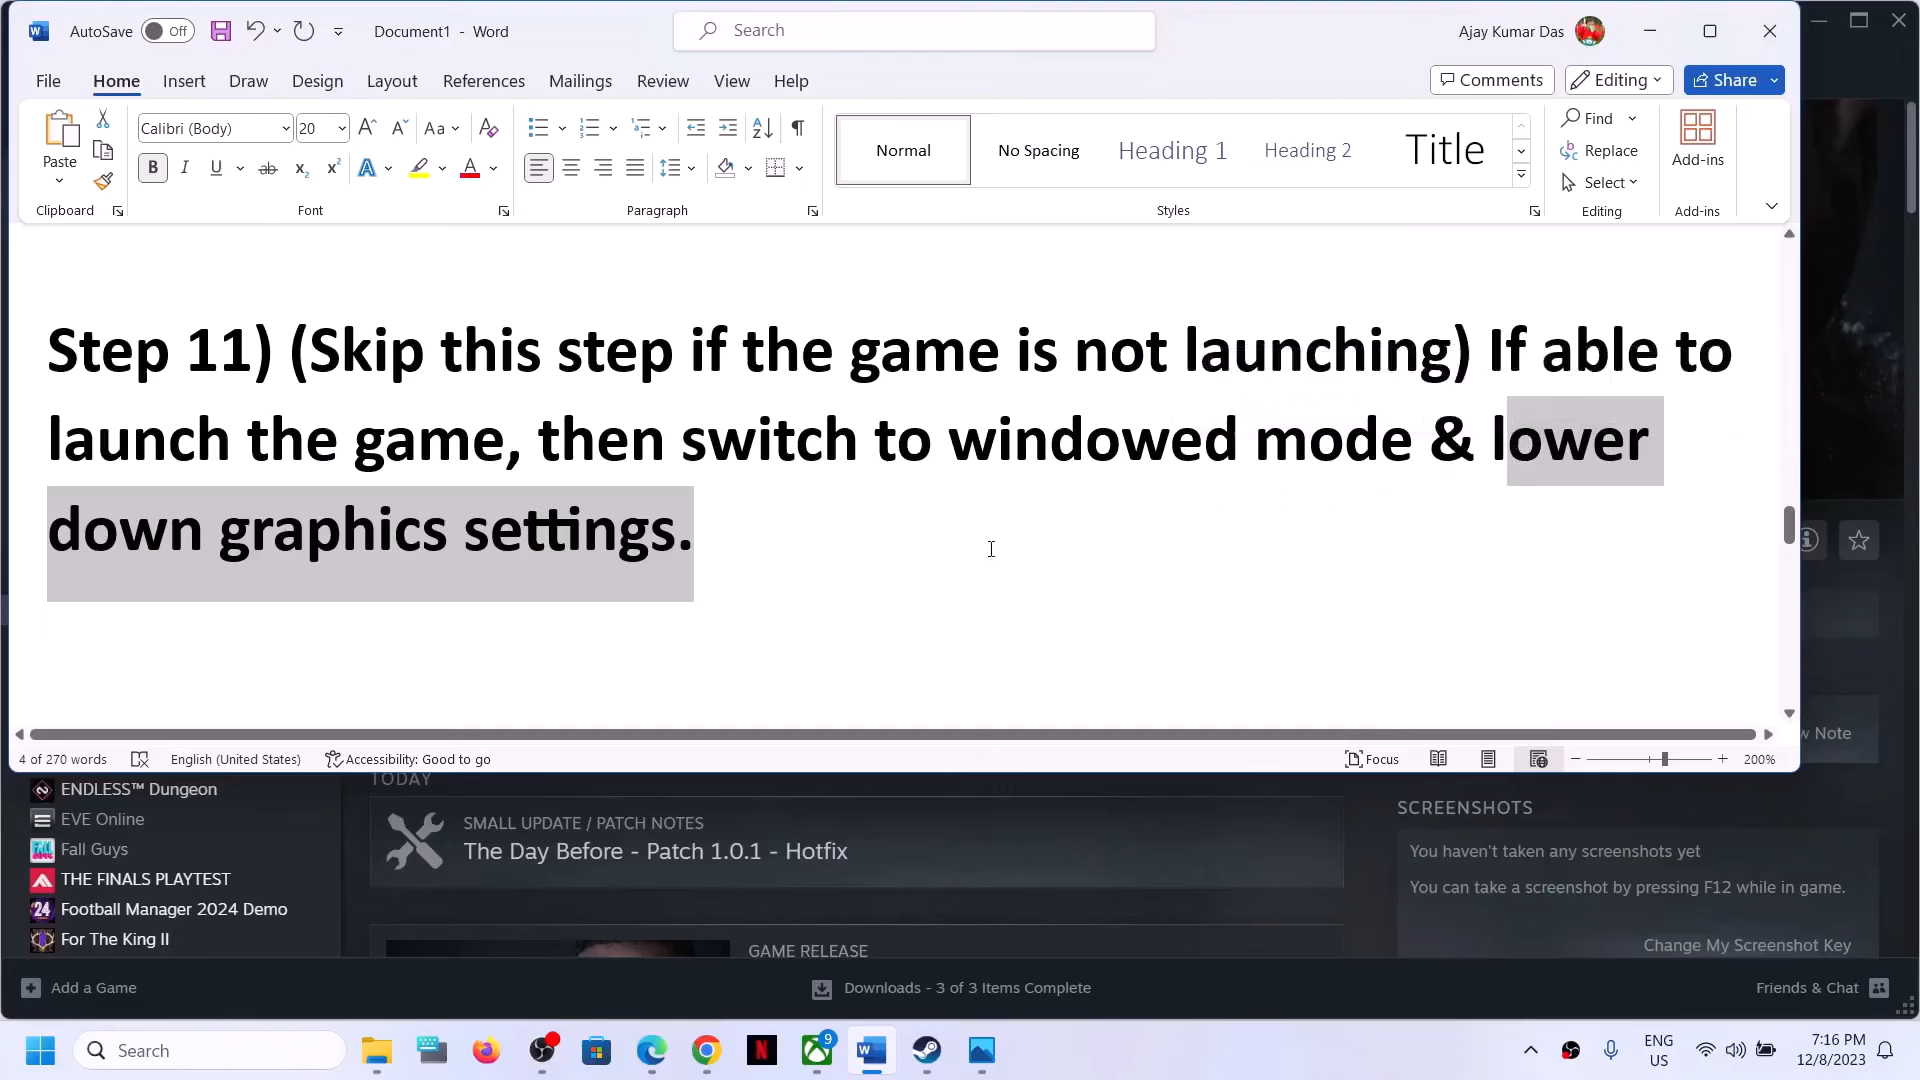 AutoSave Off Document1 - Word Search Ajay Kumar Das
File Home Insert Draw Design Layout References Mailings Review View Help Comments Editing Share
Paste Calibri (Body) 20 Aa Normal No Spacing Heading 1 Heading 2 Title Find Replace Select Add-ins
Clipboard Font Paragraph Styles Editing Add-ins
Step 11) (Skip this step if the game is not launching) If able to
launch the game, then switch to windowed mode & lower
down graphics settings.
w Note
4 of 270 words English (United States) Accessibility: Good to go Focus 200%
TODAY
ENDLESS™ Dungeon
EVE Online
Fall Guys
THE FINALS PLAYTEST
Football Manager 2024 Demo
For The King II
SMALL UPDATE / PATCH NOTES
The Day Before - Patch 1.0.1 - Hotfix
GAME RELEASE
SCREENSHOTS
You haven't taken any screenshots yet
You can take a screenshot by pressing F12 while in game.
Change My Screenshot Key
Add a Game Downloads - 3 of 3 Items Complete Friends & Chat
Search 9 ENG US 7:16 PM 12/8/2023